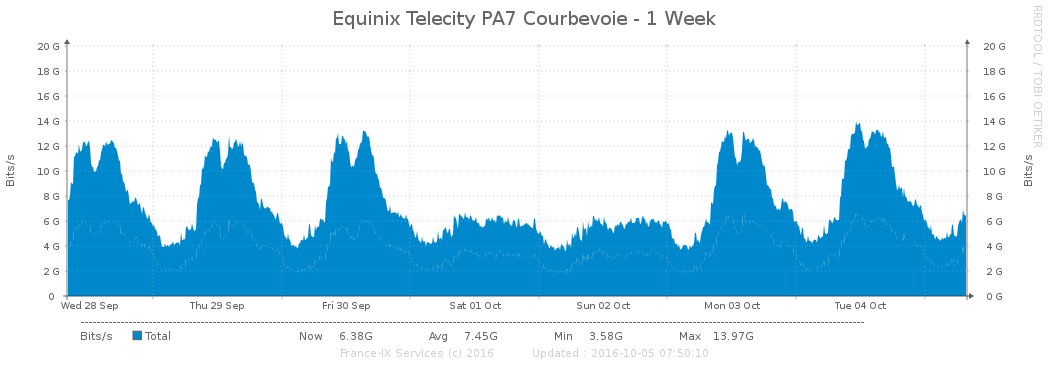 Equinix Telecity PA7 Courbevoie - 1 Week
RRDTOOL / TOBI OETIKER
Bits/s
Bits/s
20 G 20 G
18 G 18 G
16 G 16 G
14 G 14 G
12 G 12 G
10 G 10 G
8 G 8 G
6 G 6 G
4 G 4 G
2 G 2 G
0 0 G
Wed 28 Sep Thu 29 Sep Fri 30 Sep Sat 01 Oct Sun 02 Oct Mon 03 Oct Tue 04 Oct
Bits/s Total Now 6.38G Avg 7.45G Min 3.58G Max 13.97G
France-IX Services (c) 2016 Updated : 2016-10-05 07:50:10